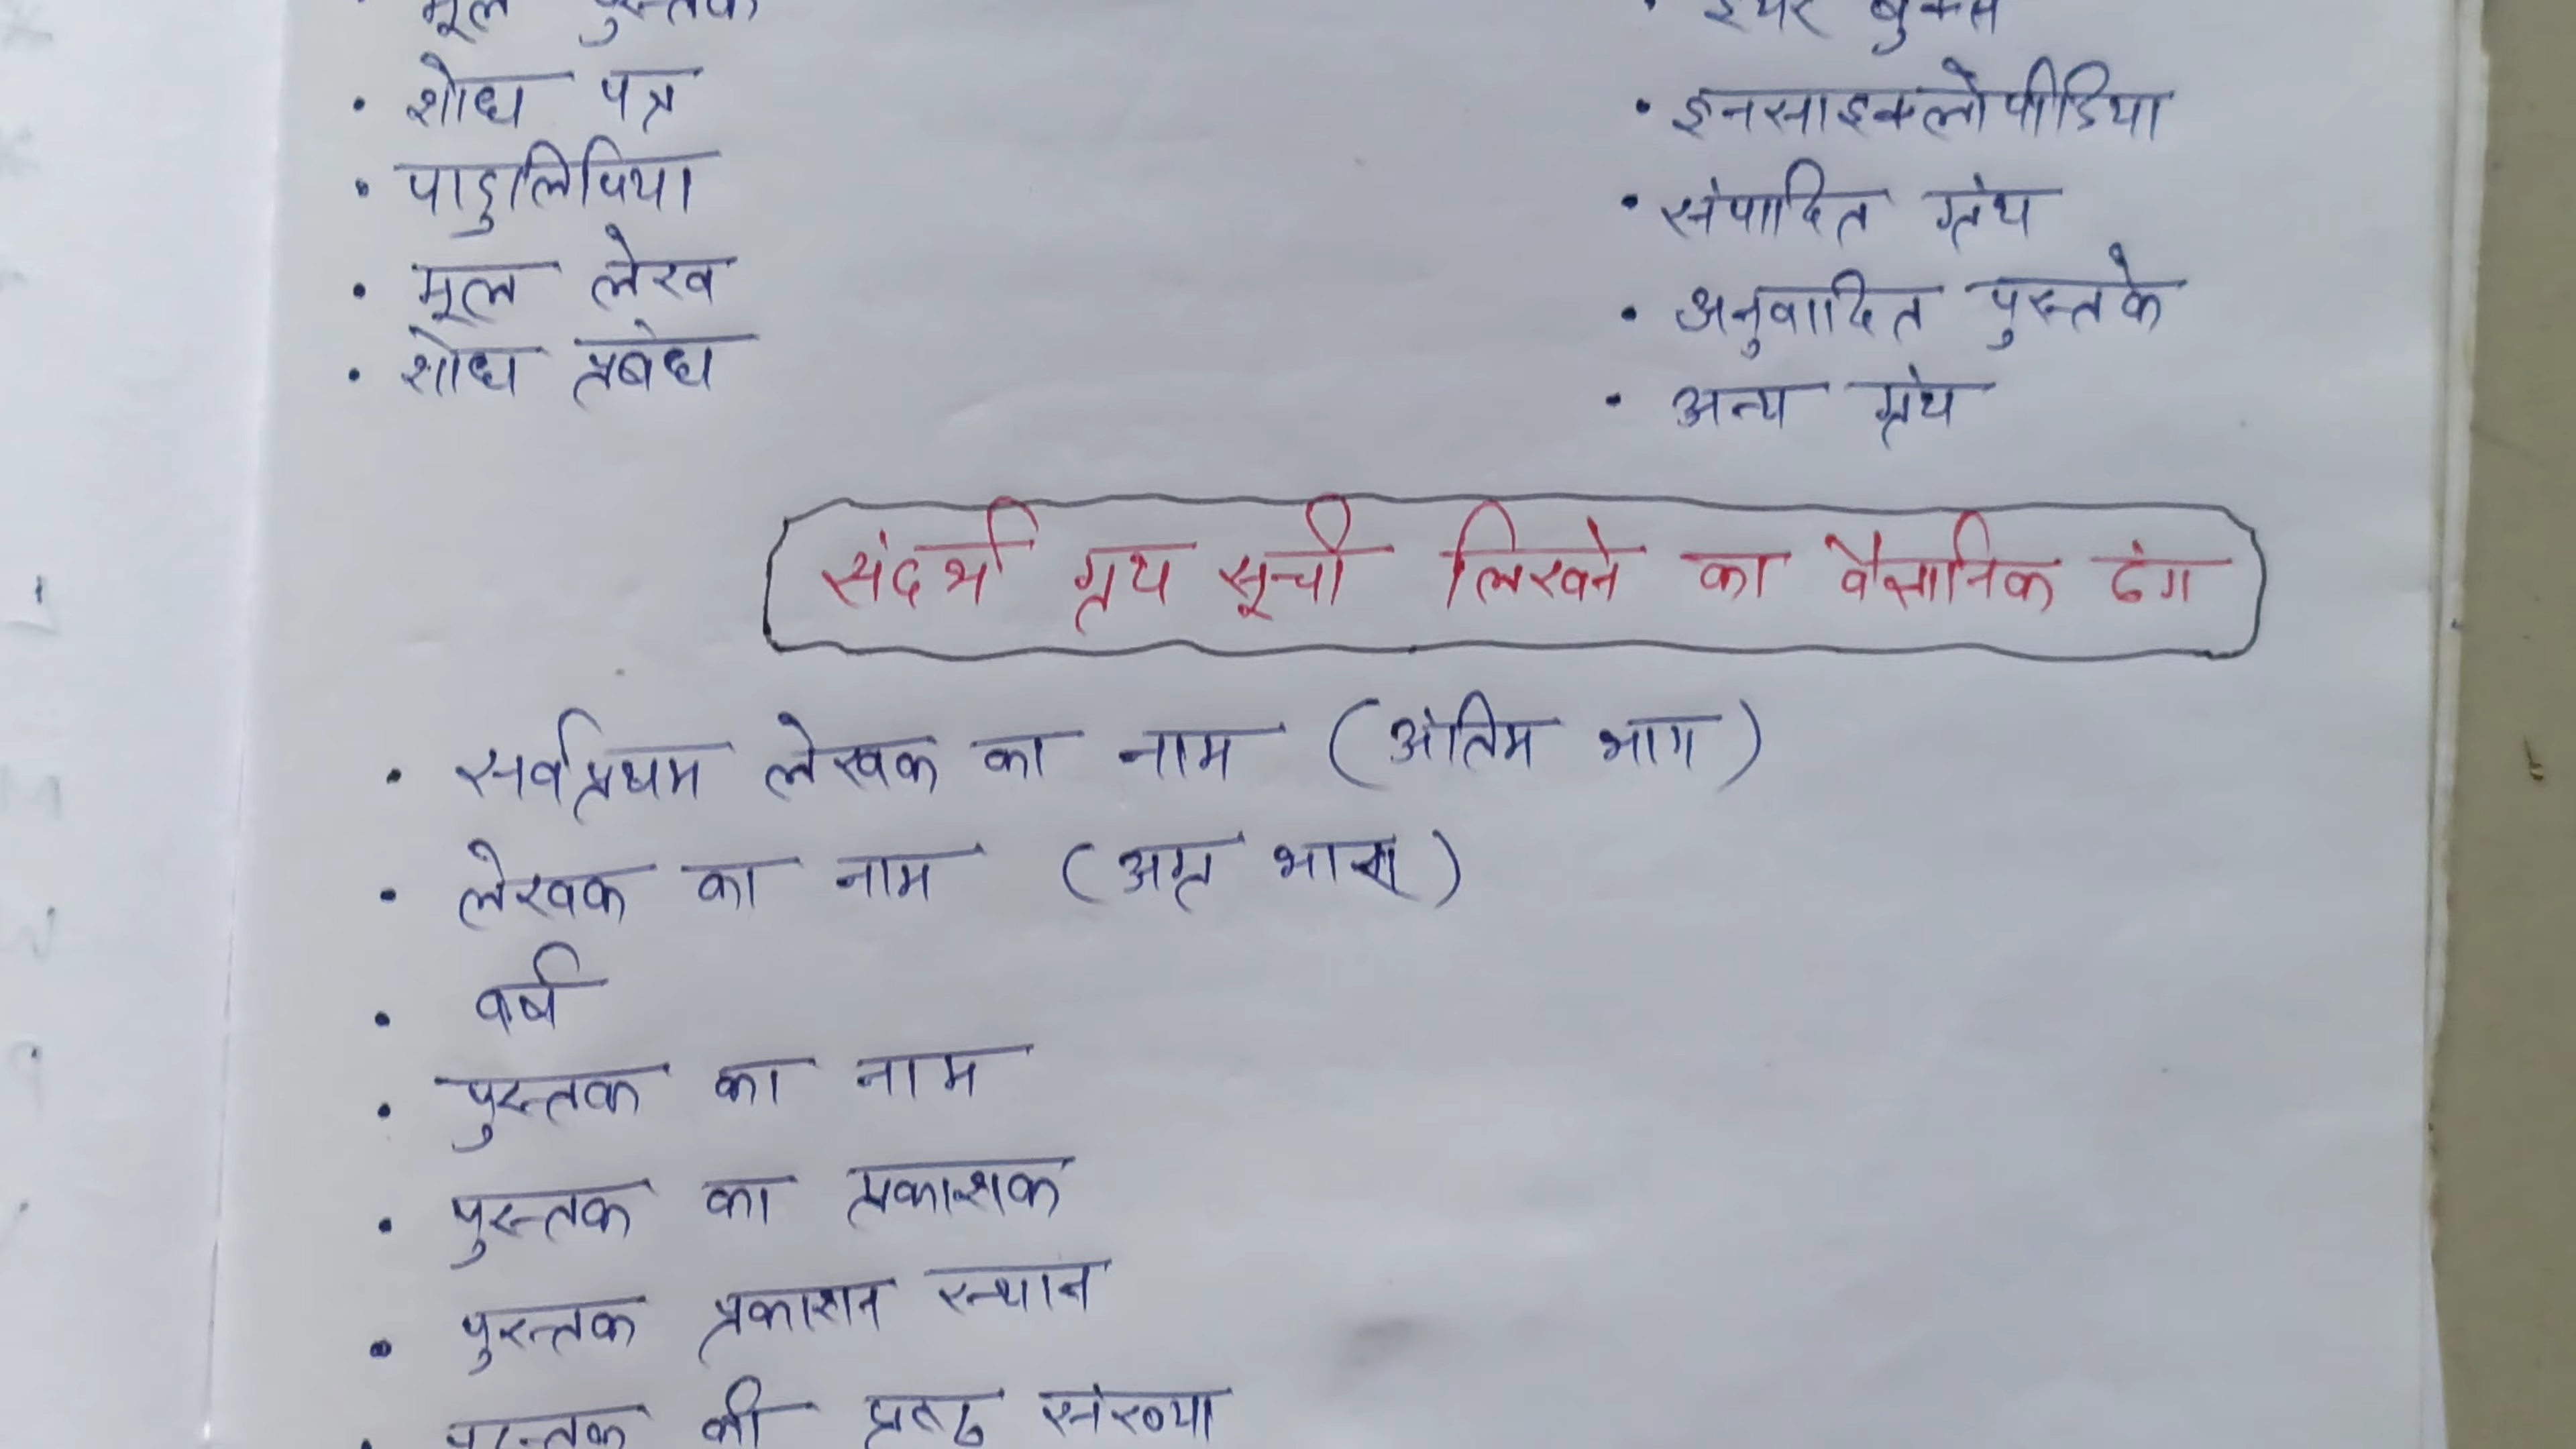 मूल पुस्तक
शोध पत्र
पाडुलिपिया
मूल लेख
शोध प्रबंध
इयर बुक्स
इनसाइक्लोपीडिया
संपादित ग्रंथ
अनुवादित पुस्तके
अन्य ग्रंथ
संदर्भ ग्रथ सूची लिखने का वैज्ञानिक ढंग
सर्वप्रथम लेखक का नाम (अंतिम भाग)
लेखक का नाम (अग्र भाग)
वर्ष
पुस्तक का नाम
पुस्तक का प्रकाशक
पुस्तक प्रकाशन स्थान
पुस्तक की संख्या